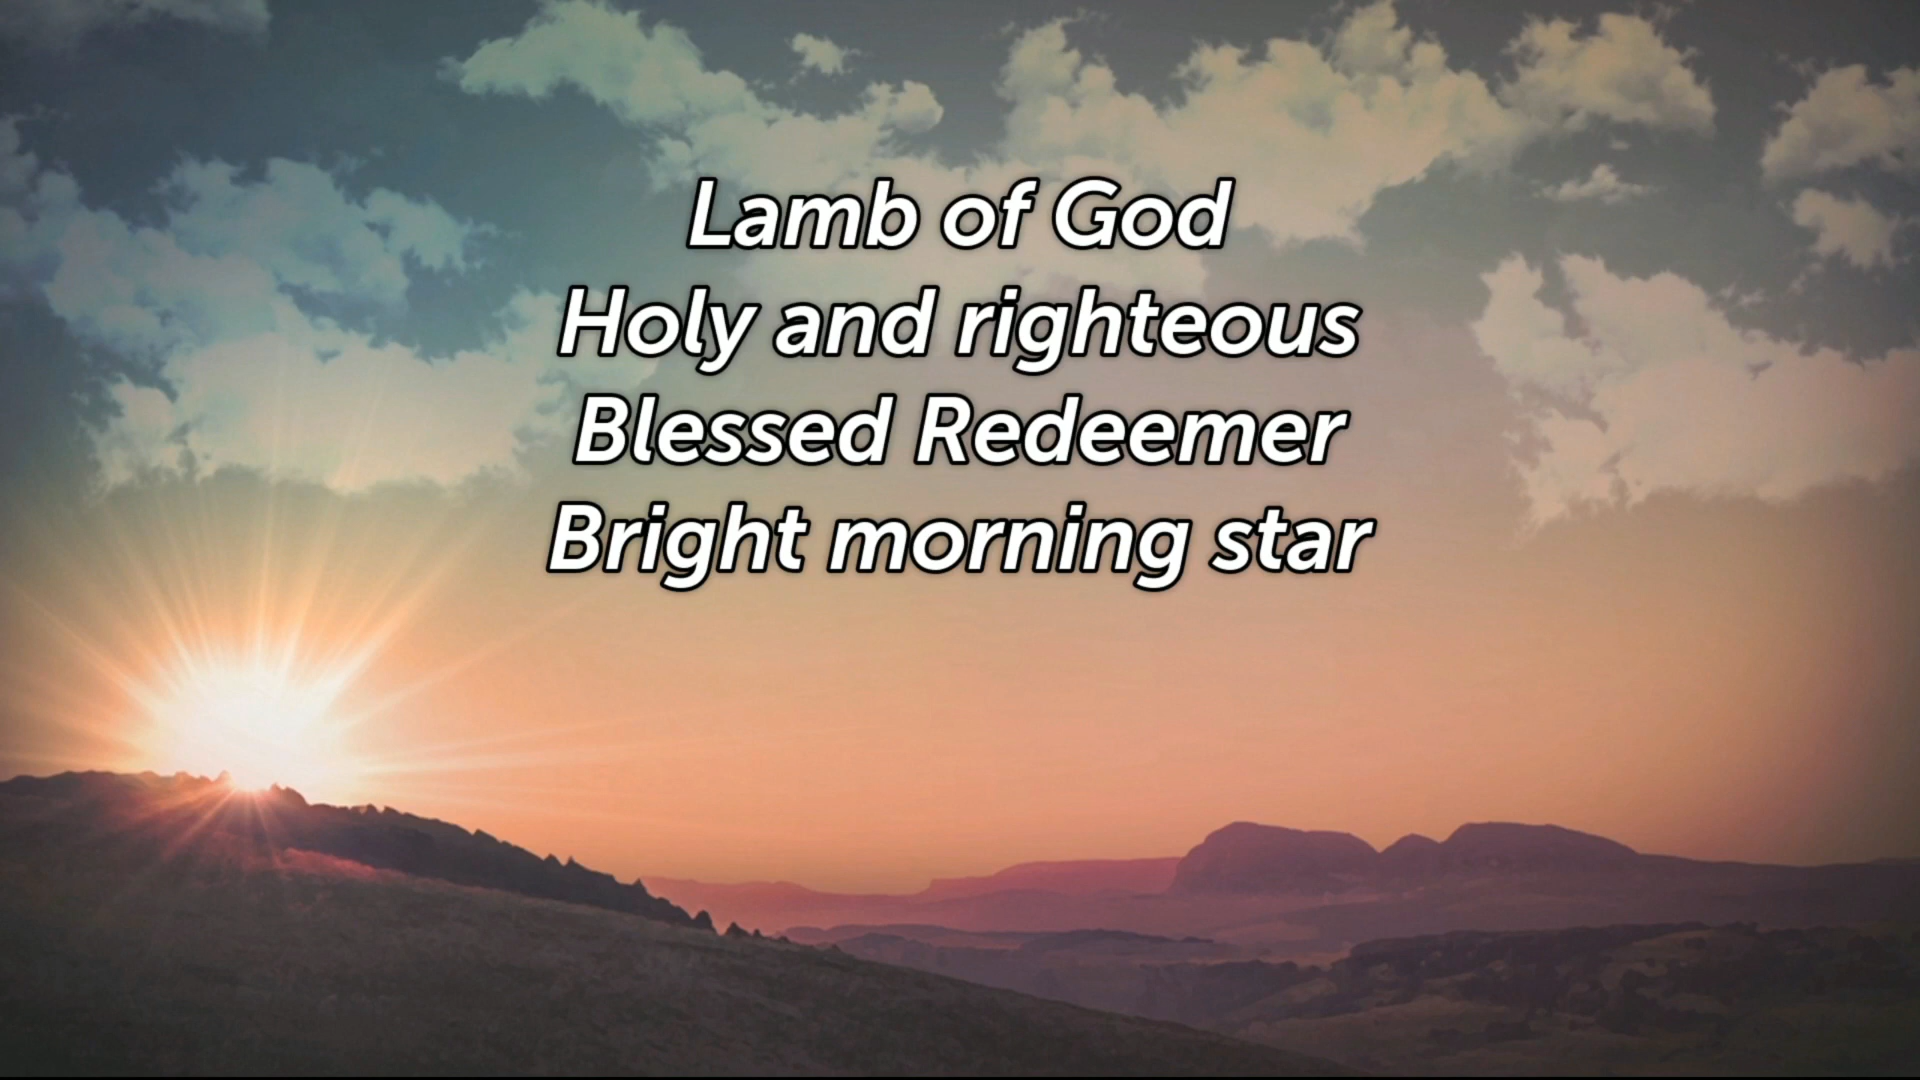 Lamb of God
Holy and righteous
Blessed Redeemer
Bright morning star